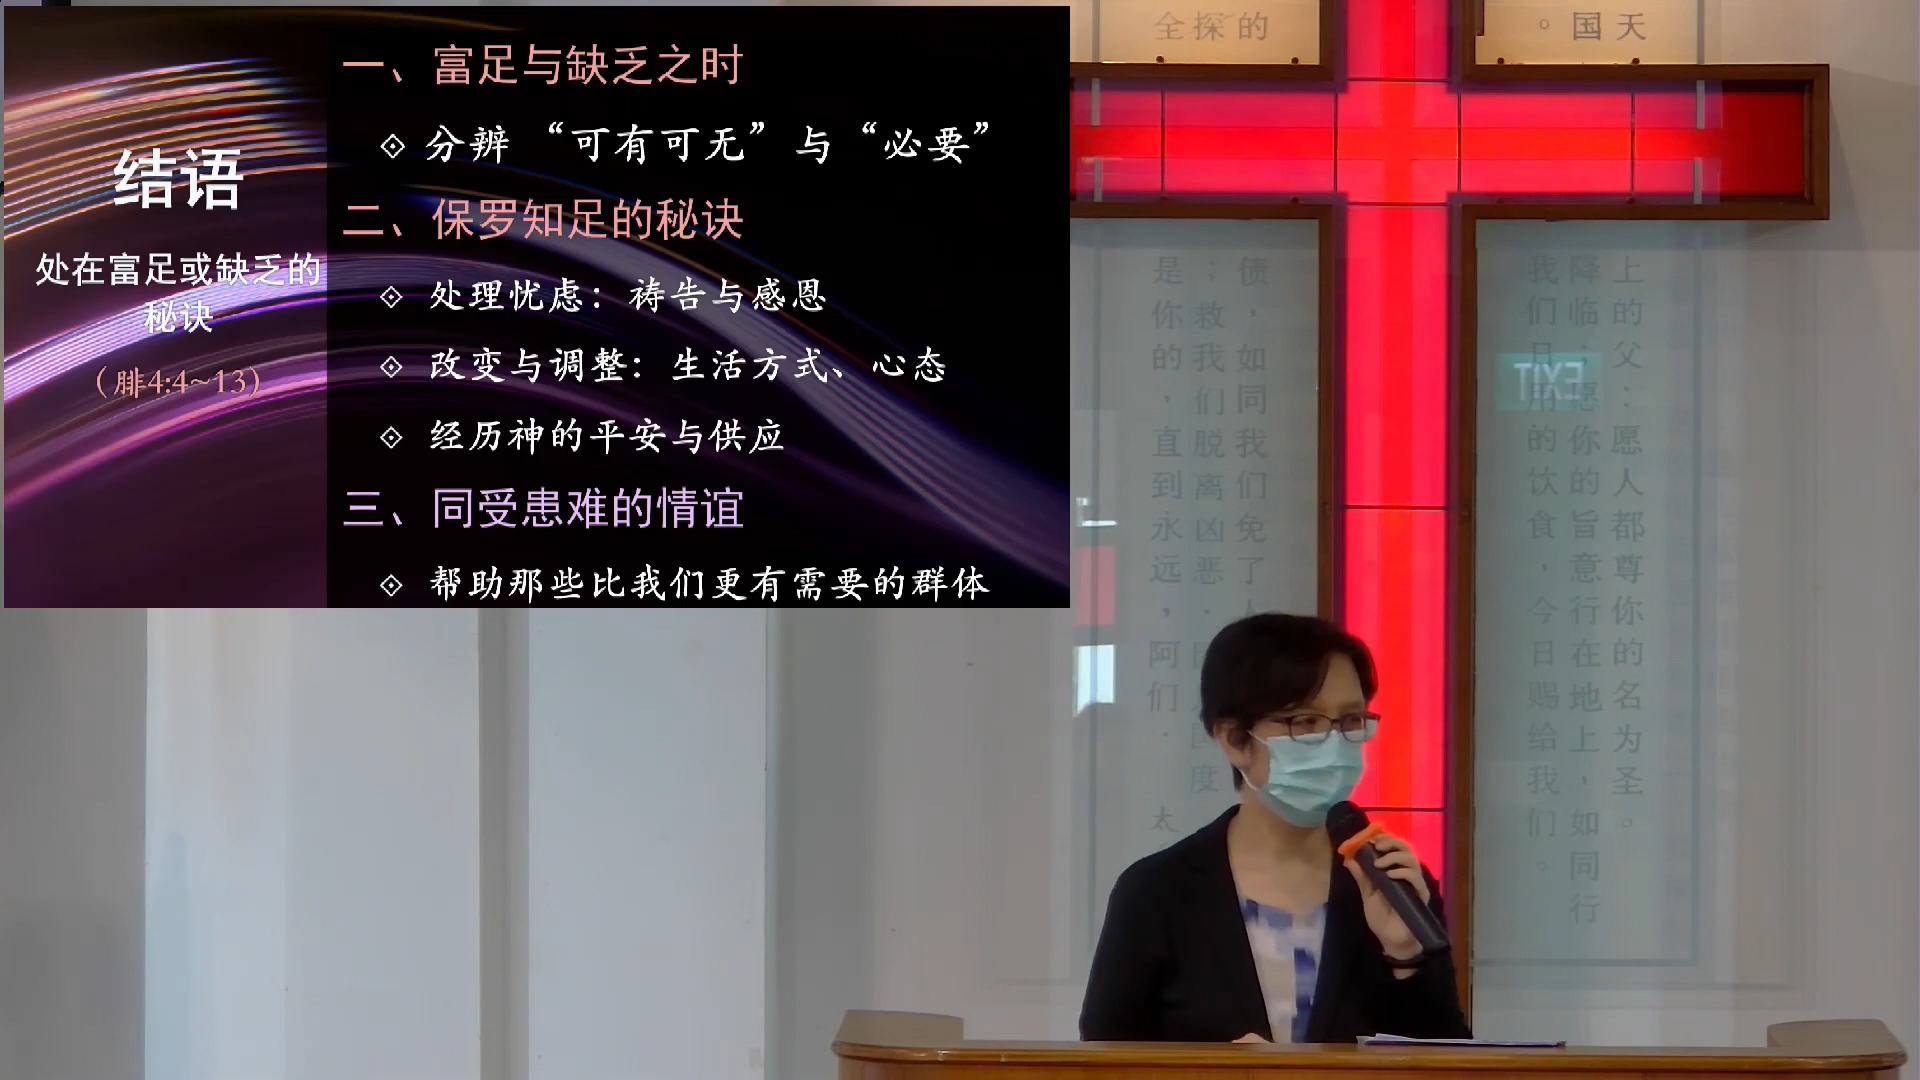 结语
处在富足或缺乏的
秘诀
（腓4:4~13）
一、富足与缺乏之时
分辨 “可有可无” 与 “必要”
二、保罗知足的秘诀
处理忧虑：祷告与感恩
改变与调整：生活方式、心态
经历神的平安与供应
三、同受患难的情谊
帮助那些比我们更有需要的群体
天
国。
的
探
全
上的父：愿人都尊你的名为圣。
降临；愿你的旨意行在地上，如同行
我们日用的饮食，今日赐给我们。
债，如同我们免了人
；救我们脱离凶恶．
国度
是你的，直到永远，阿们．
太
EXIT